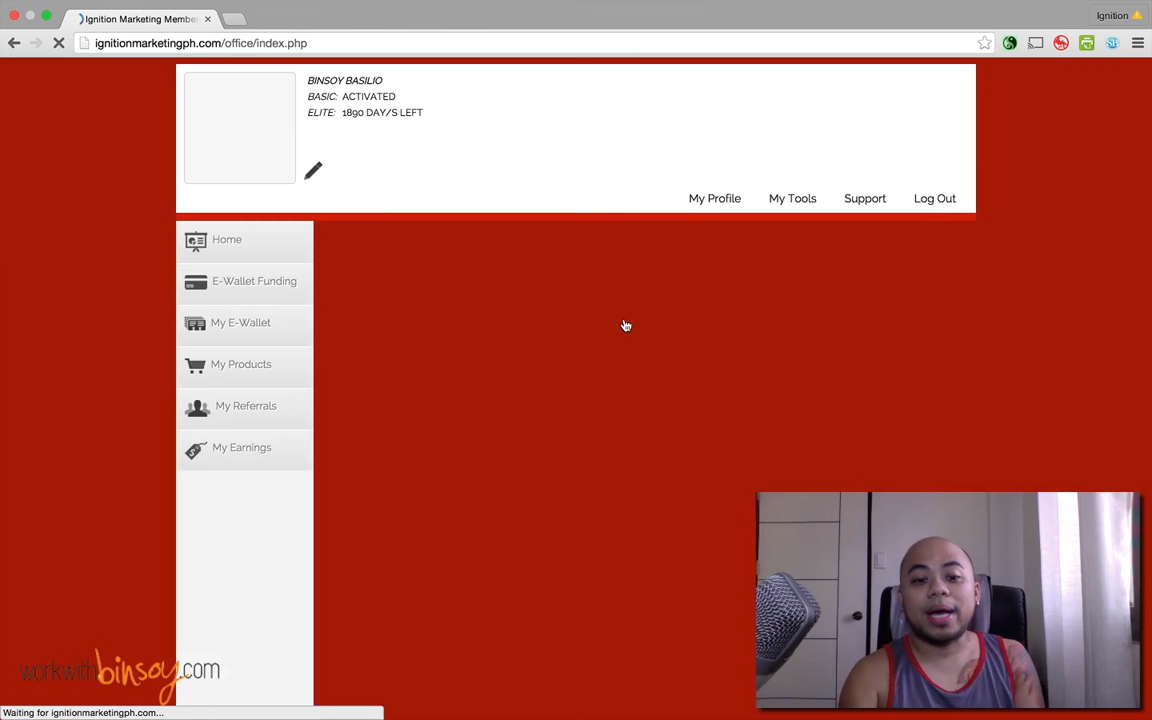 Ignition Marketing Membe
Ignition
ignitionmarketingph.com/office/index.php
BINSOY BASILIO
BASIC: ACTIVATED
ELITE: 1890 DAY/S LEFT
My Profile
My Tools
Support
Log Out
Home
E-Wallet Funding
My E-Wallet
My Products
My Referrals
My Earnings
workwithbinsoy.com
Waiting for ignitionmarketingph.com...